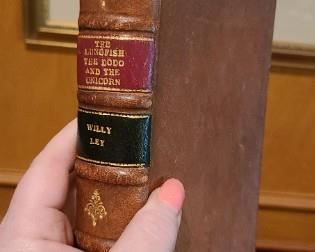 THE
LUNGFISH
THE DODO
AND THE
UNICORN
WILLY
LEY